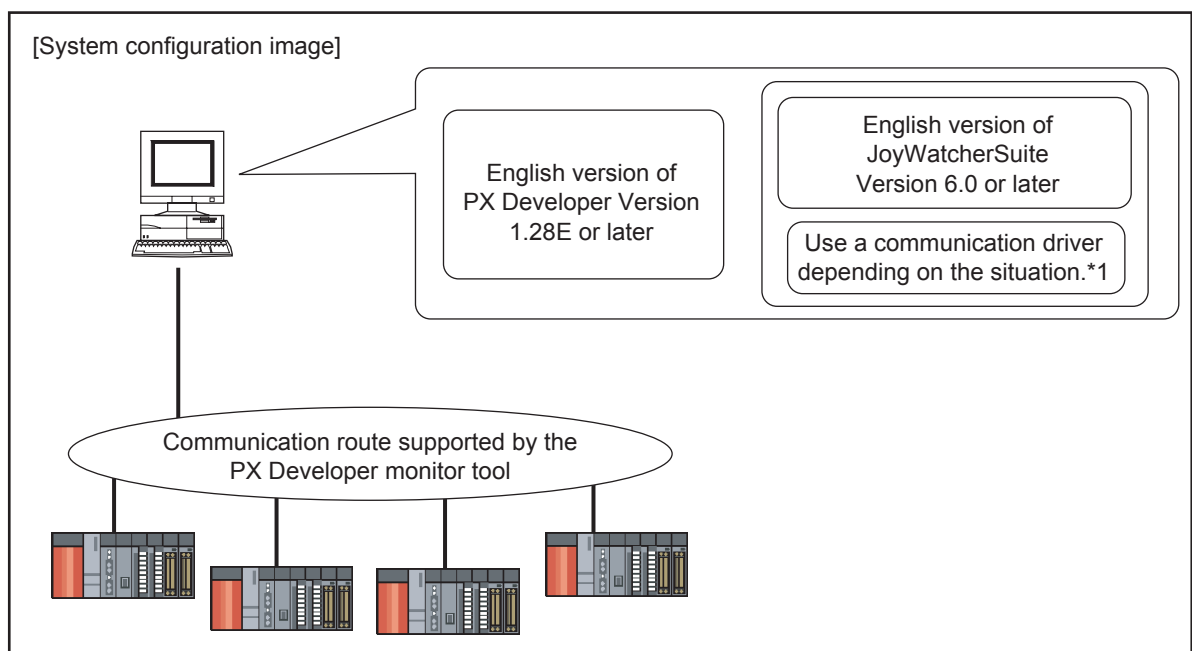 [System configuration image]
English version of
PX Developer Version
1.28E or later
English version of
JoyWatcherSuite
Version 6.0 or later
Use a communication driver
depending on the situation.*1
Communication route supported by the
PX Developer monitor tool